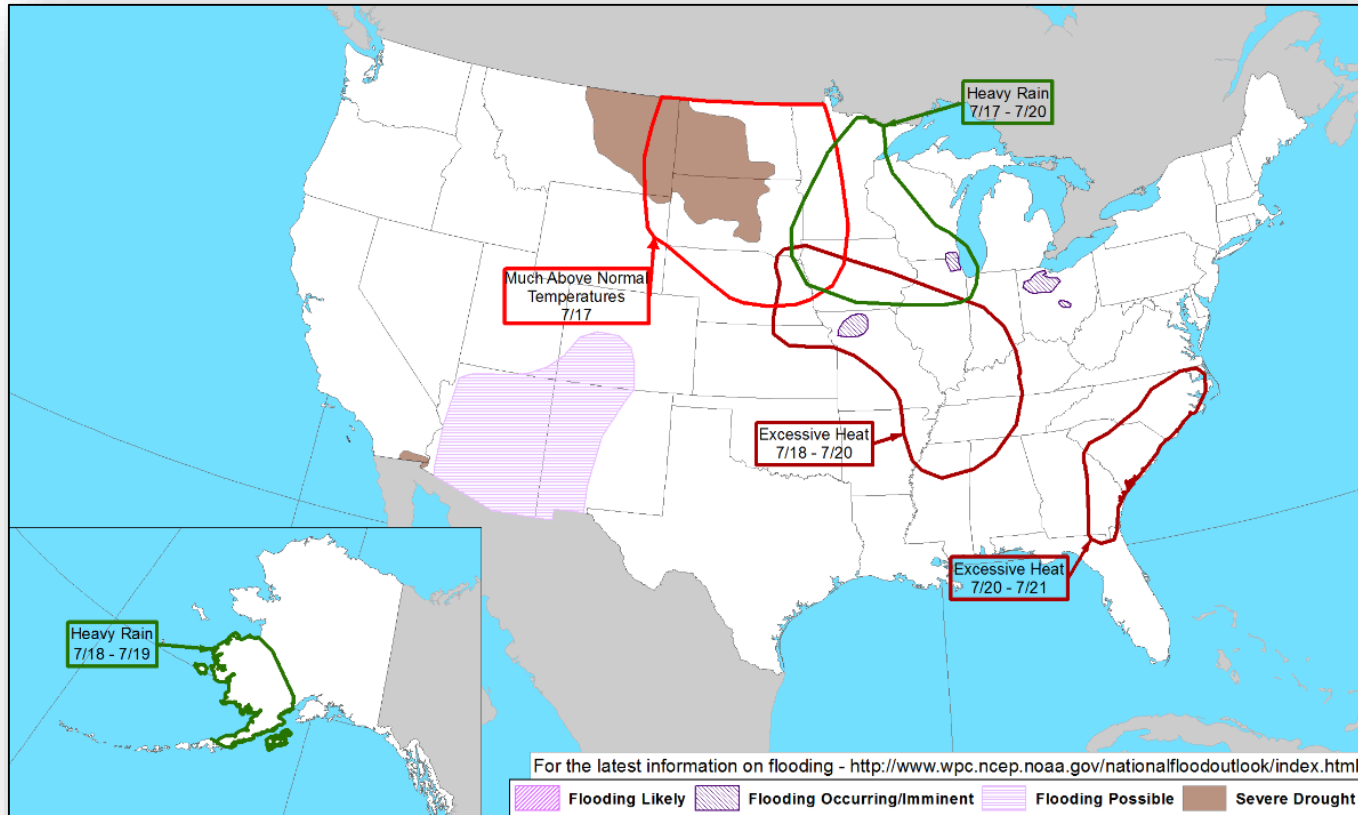 Heavy Rain
7/17 - 7/20
Much Above Normal
Temperatures
7/17
Excessive Heat
7/18 - 7/20
Excessive Heat
7/20 - 7/21
Heavy Rain
7/18 - 7/19
For the latest information on flooding - http://www.wpc.ncep.noaa.gov/nationalfloodoutlook/index.html
Flooding Likely Flooding Occurring/Imminent Flooding Possible Severe Drought